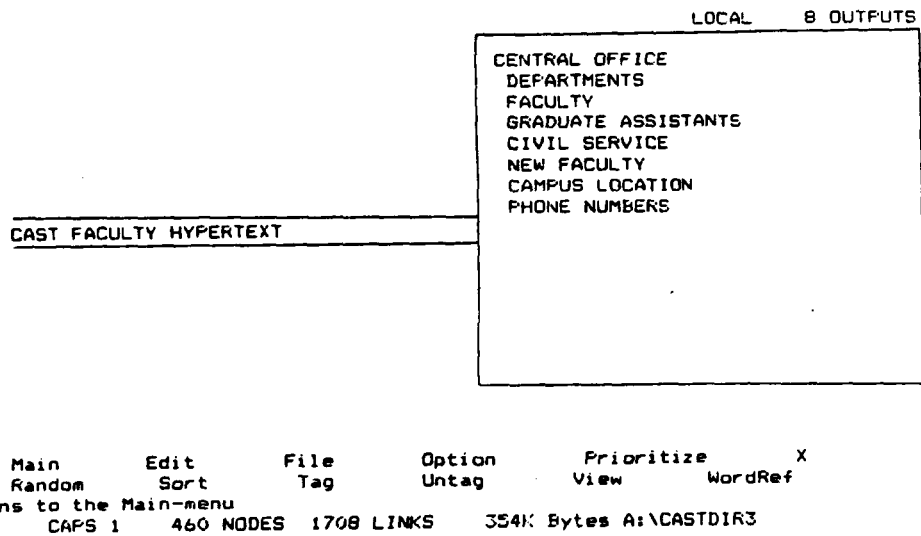 LOCAL 8 OUTPUTS
CENTRAL OFFICE
DEPARTMENTS
FACULTY
GRADUATE ASSISTANTS
CIVIL SERVICE
NEW FACULTY
CAMPUS LOCATION
PHONE NUMBERS
CAST FACULTY HYPERTEXT
Main Edit File Option Prioritize X
Random Sort Tag Untag View WordRef
ns to the Main-menu
CAPS 1 460 NODES 1708 LINKS 354K Bytes A:\CASTDIR3